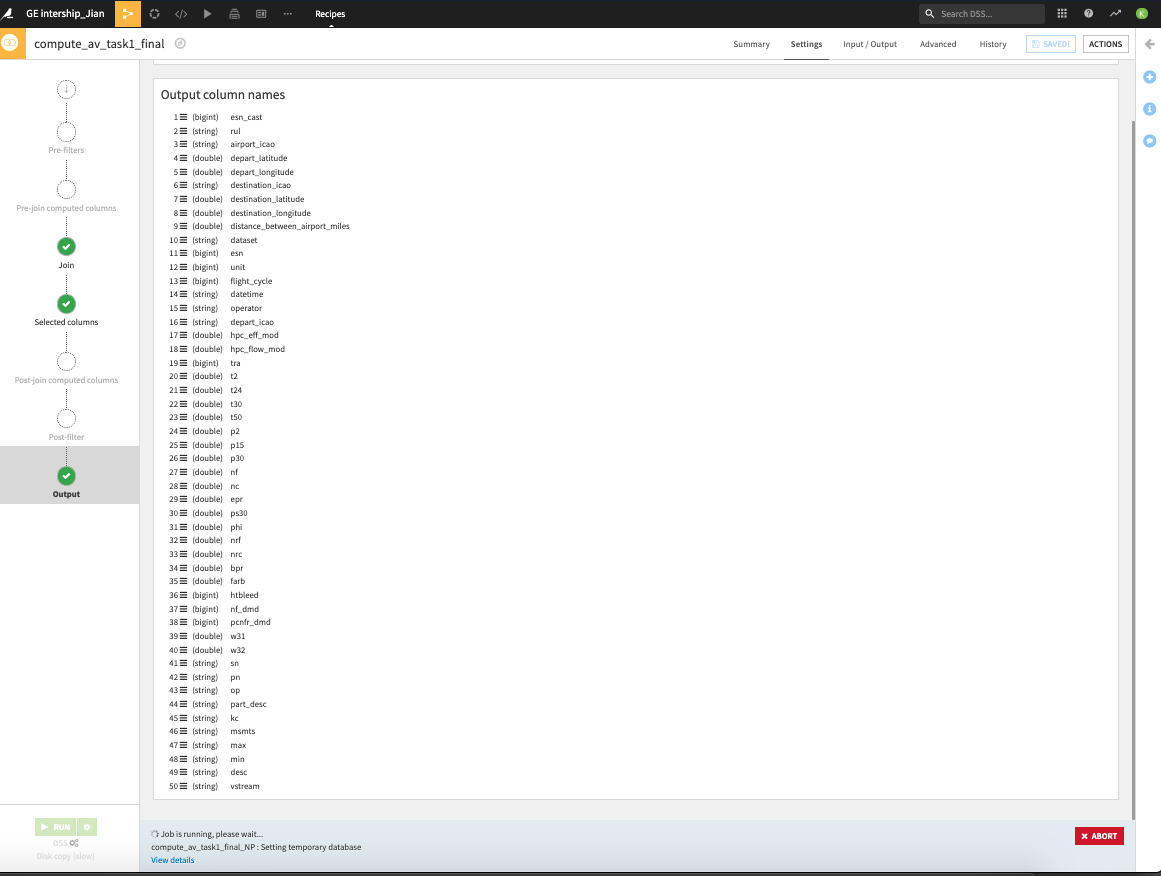 GE intership_Jian
Recipes
Search DSS...
K
compute_av_task1_final
Summary
Settings
Input / Output
Advanced
History
SAVED!
ACTIONS
Pre-filters
Pre-join computed columns
Join
Selected columns
Post-join computed columns
Post-filter
Output
RUN
DSS
Disk copy (slow)
Output column names
1 (bigint) esn_cast
2 (string) rul
3 (string) airport_icao
4 (double) depart_latitude
5 (double) depart_longitude
6 (string) destination_icao
7 (double) destination_latitude
8 (double) destination_longitude
9 (double) distance_between_airport_miles
10 (string) dataset
11 (bigint) esn
12 (bigint) unit
13 (bigint) flight_cycle
14 (string) datetime
15 (string) operator
16 (string) depart_icao
17 (double) hpc_eff_mod
18 (double) hpc_flow_mod
19 (bigint) tra
20 (double) t2
21 (double) t24
22 (double) t30
23 (double) t50
24 (double) p2
25 (double) p15
26 (double) p30
27 (double) nf
28 (double) nc
29 (double) epr
30 (double) ps30
31 (double) phi
32 (double) nrf
33 (double) nrc
34 (double) bpr
35 (double) farb
36 (bigint) htbleed
37 (bigint) nf_dmd
38 (bigint) pcnfr_dmd
39 (double) w31
40 (double) w32
41 (string) sn
42 (string) pn
43 (string) op
44 (string) part_desc
45 (string) kc
46 (string) msmts
47 (string) max
48 (string) min
49 (string) desc
50 (string) vstream
Job is running, please wait...
compute_av_task1_final_NP : Setting temporary database
View details
ABORT